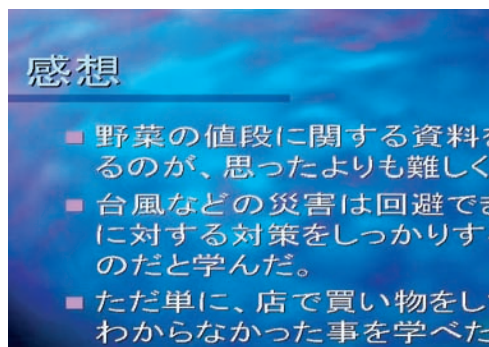 感想
野菜の値段に関する資料
るのが、思ったよりも難しく
台風などの災害は回避で
に対する対策をしっかりす
のだと学んだ。
ただ単に、店で買い物をし
わからなかった事を学べた